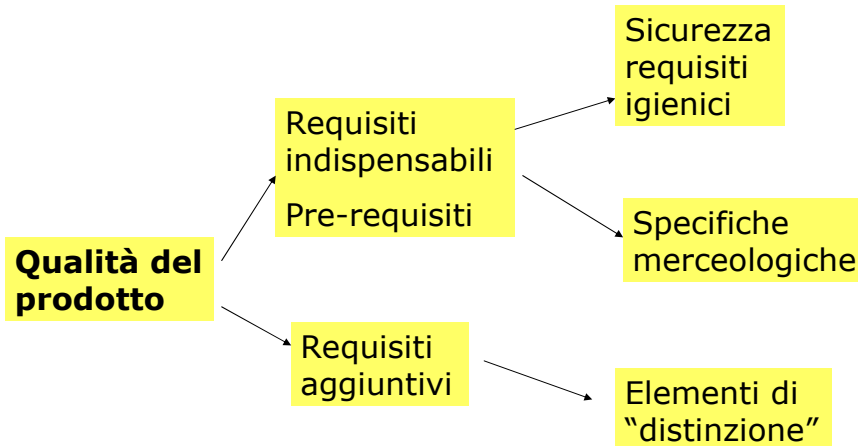 Sicurezza
requisiti
igienici
Requisiti
indispensabili
Pre-requisiti
Specifiche
merceologiche
Qualità del
prodotto
Requisiti
aggiuntivi
Elementi di
“distinzione”